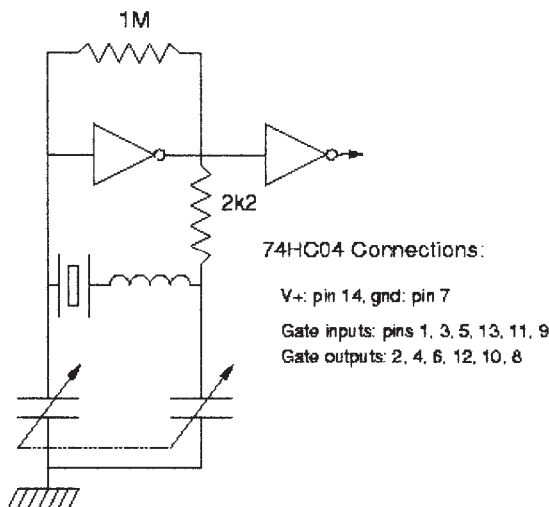 1M
2k2
74HC04 Connections:
V+: pin 14, gnd: pin 7
Gate inputs: pins 1, 3, 5, 13, 11, 9
Gate outputs: 2, 4, 6, 12, 10, 8